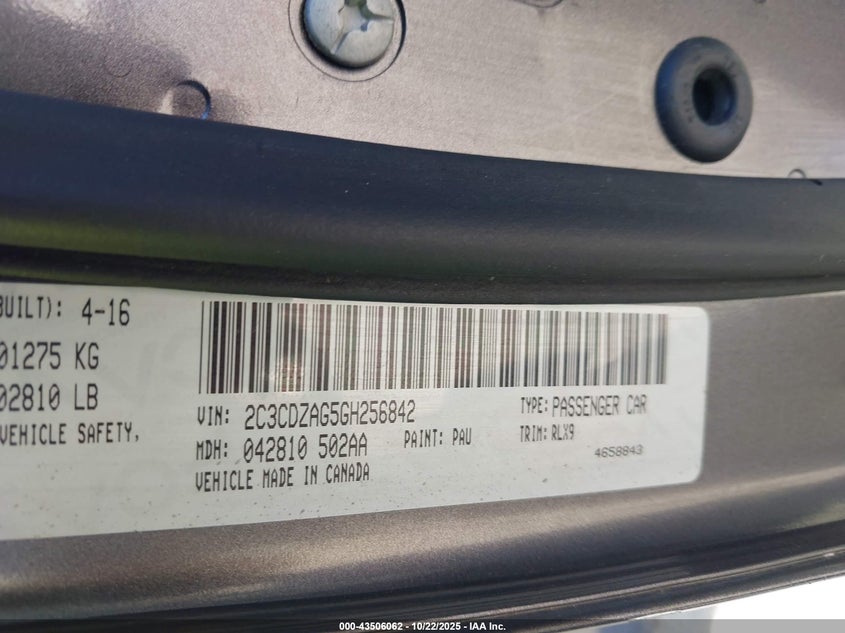 BUILT): 4-16
01275 KG
02810 LB
VEHICLE SAFETY,
VIN: 2C3CDZAG5GH256842
TYPE: PASSENGER CAR
MDH: 042810 502AA
PAINT: PAU
TRIM: RLX9
VEHICLE MADE IN CANADA
4658843
000-43506062 - 10/22/2025 - IAA Inc.